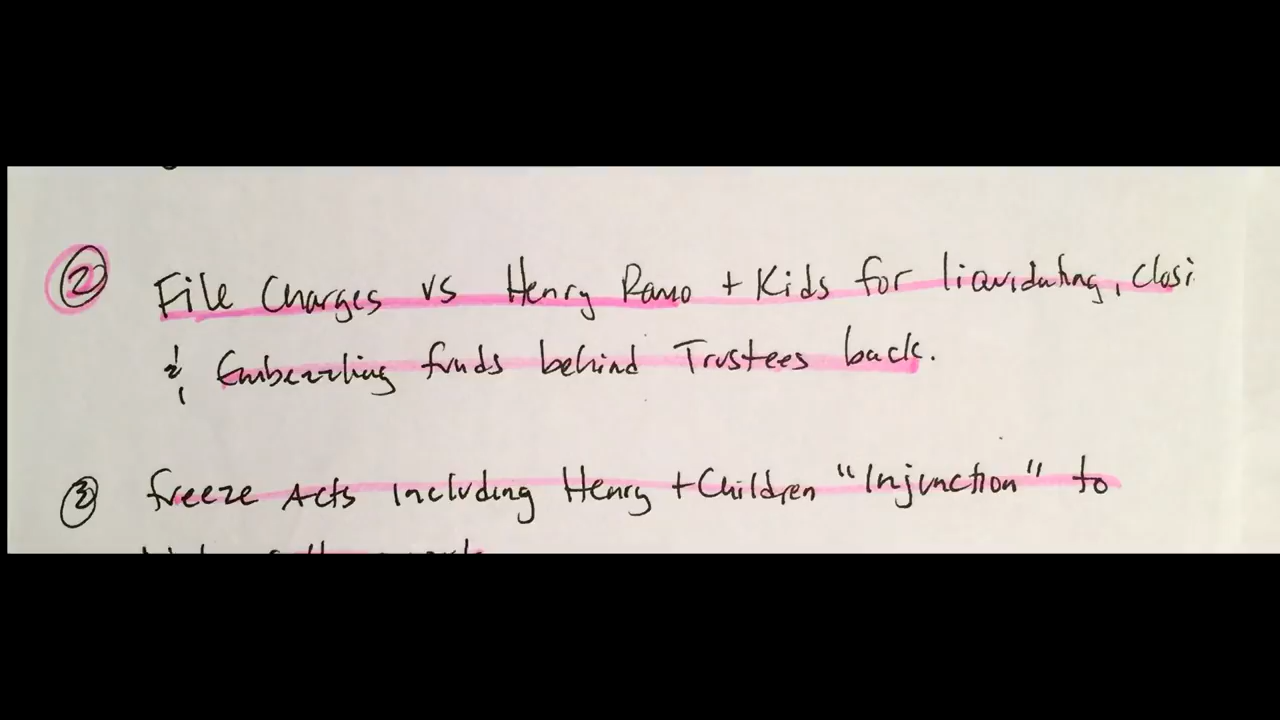 ② File Charges vs Henry Ramo + Kids for liquidating, Closi
& Embezzling funds behind Trustees back.
③ freeze Acts including Henry + Children "Injunction" to